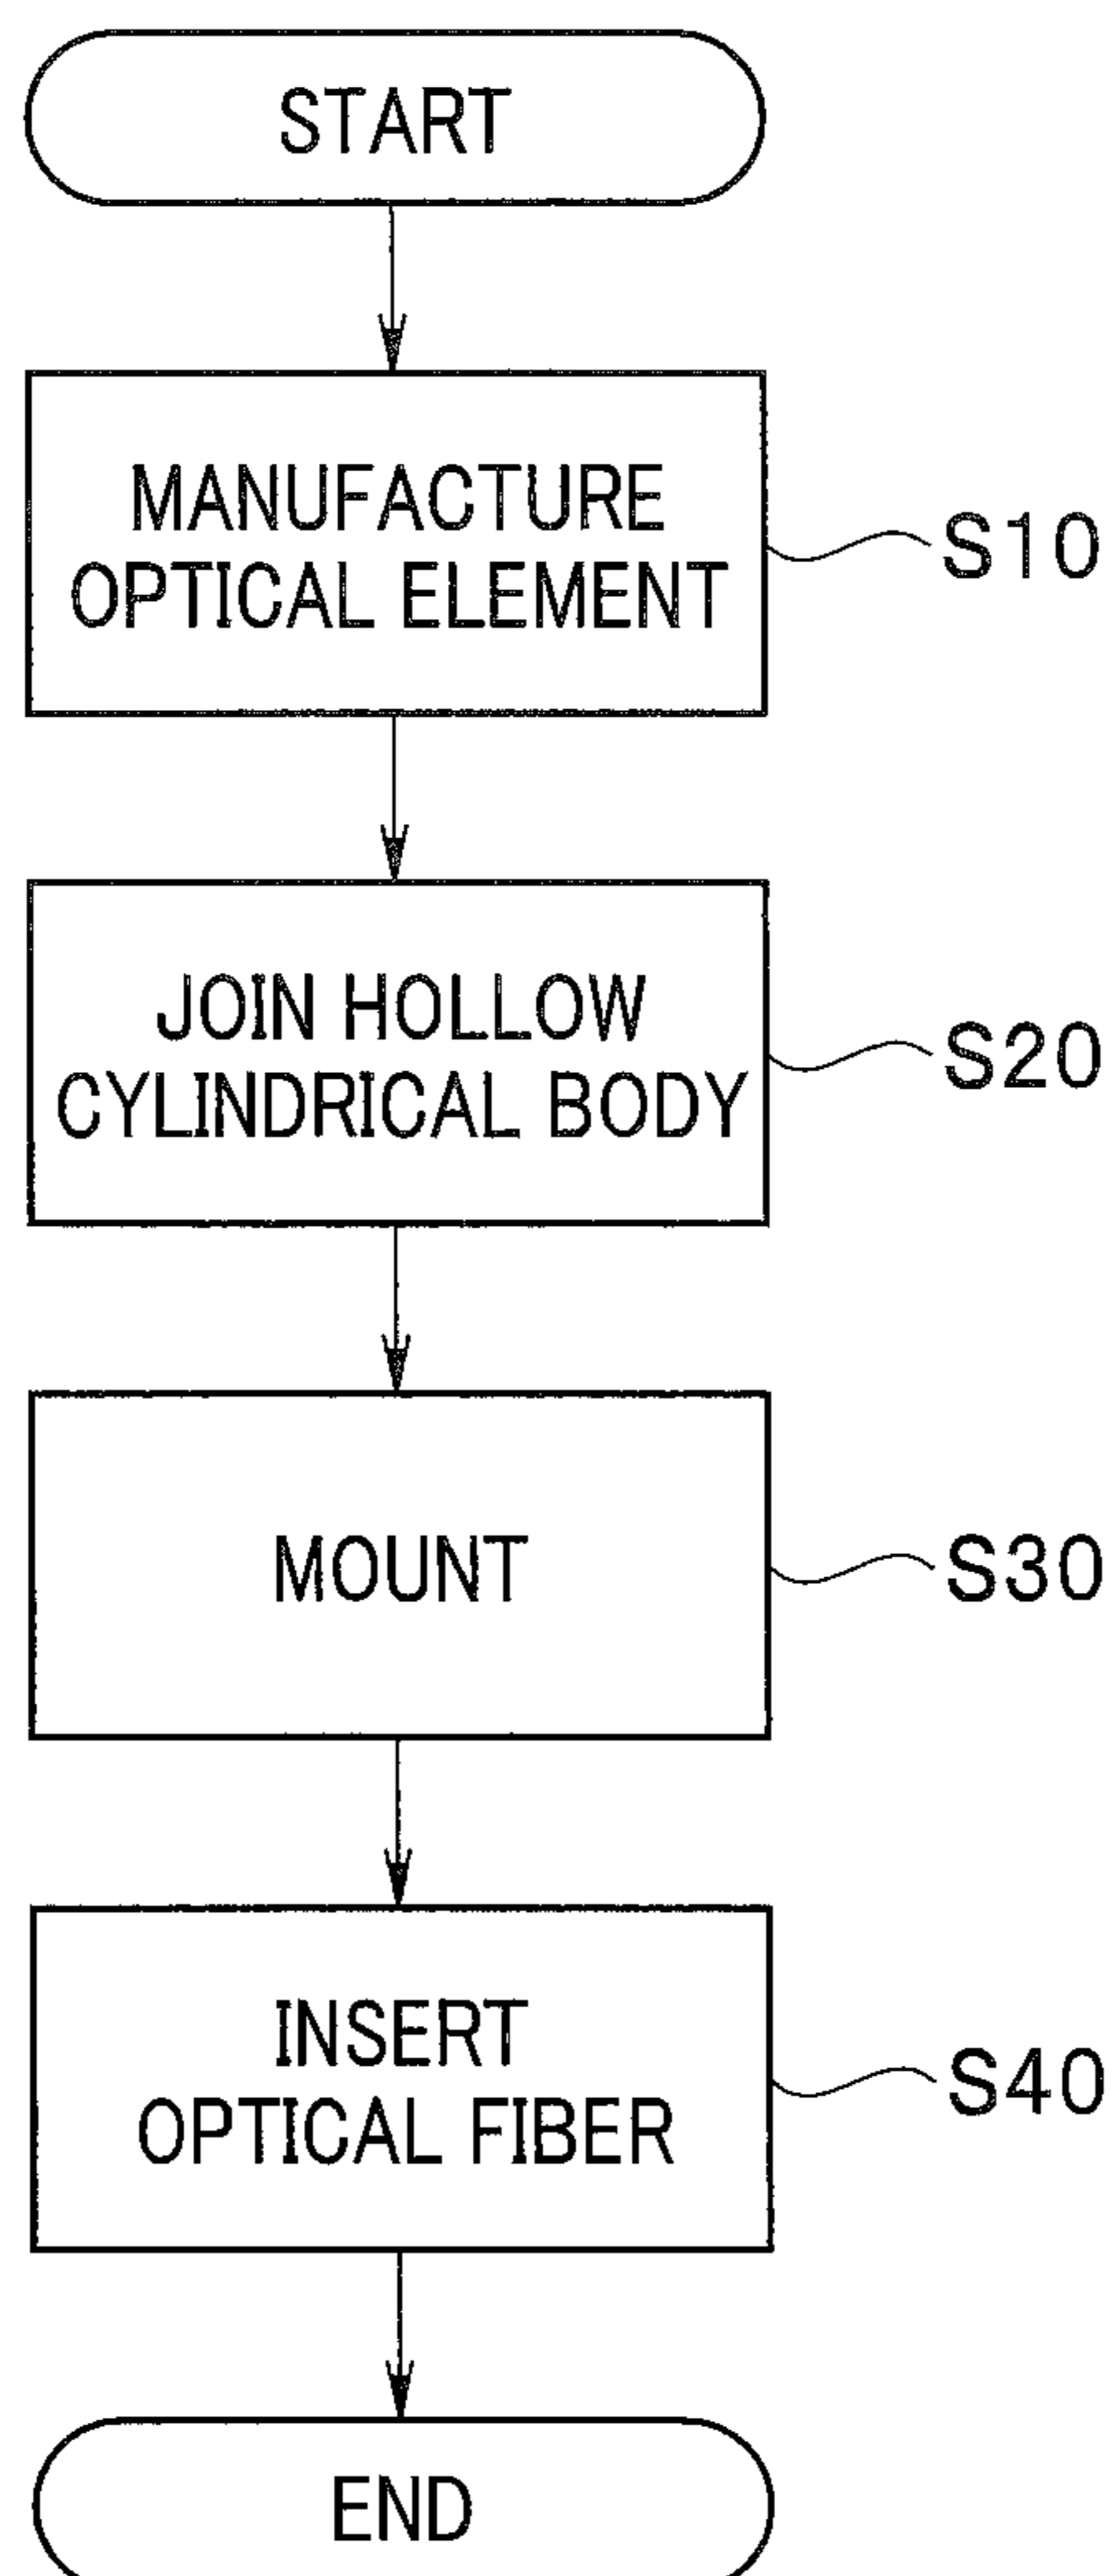 START
MANUFACTURE
OPTICAL ELEMENT
S10
JOIN HOLLOW
CYLINDRICAL BODY
S20
MOUNT
S30
INSERT
OPTICAL FIBER
S40
END